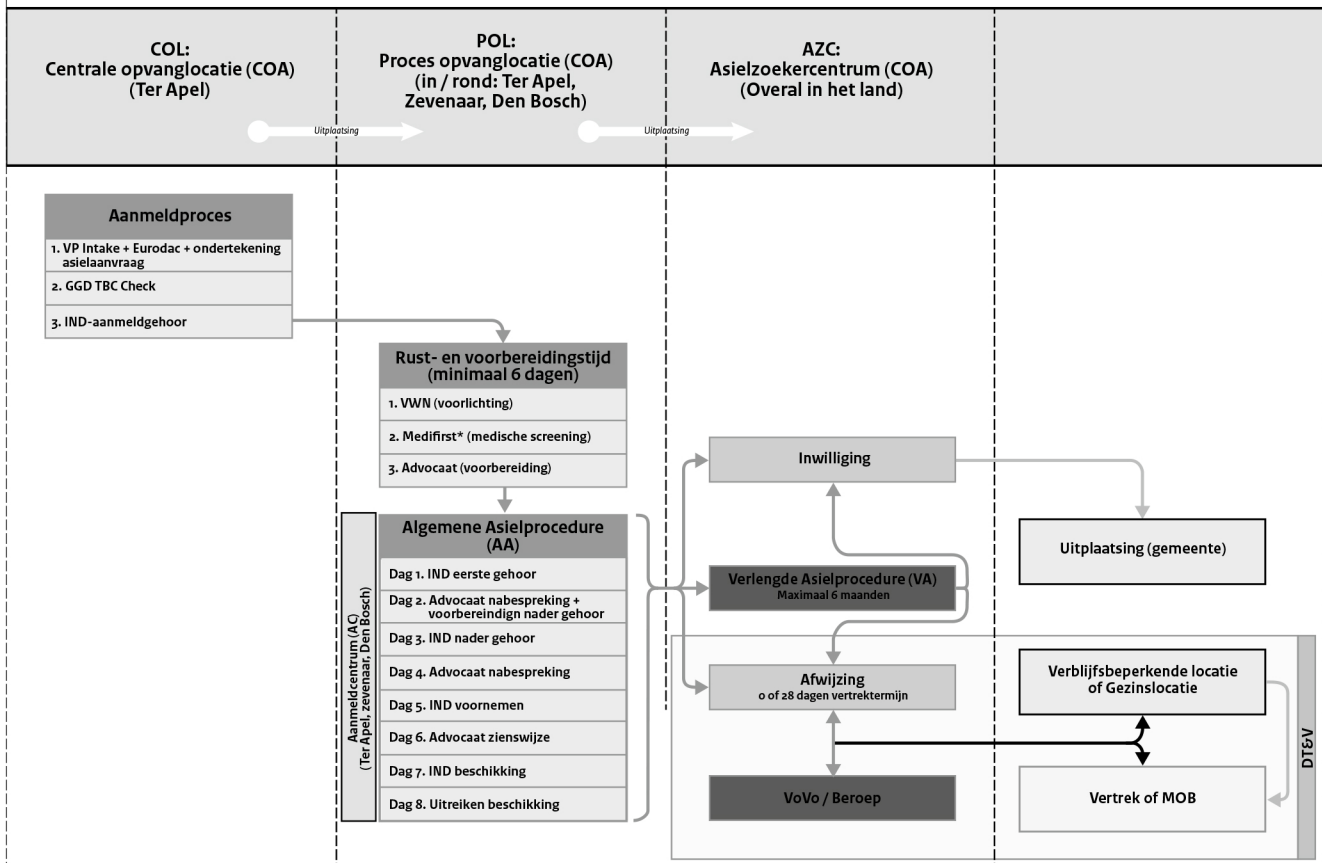 COL:
Centrale opvanglocatie (COA)
(Ter Apel)
POL:
Proces opvanglocatie (COA)
(in / rond: Ter Apel,
Zevenaar, Den Bosch)
AZC:
Asielzoekercentrum (COA)
(Overal in het land)
Uitplaatsing
Uitplaatsing
Aanmeldproces
1. VP Intake + Eurodac + ondertekening
asielaanvraag
2. GGD TBC Check
3. IND-aanmeldgehoor
Rust- en voorbereidingstijd
(minimaal 6 dagen)
1. VWN (voorlichting)
2. Medifirst* (medische screening)
3. Advocaat (voorbereiding)
Aanmeldcentrum (AC)
(Ter Apel, zevenaar, Den Bosch)
Algemene Asielprocedure
(AA)
Dag 1. IND eerste gehoor
Dag 2. Advocaat nabespreking +
voorbereindign nader gehoor
Dag 3. IND nader gehoor
Dag 4. Advocaat nabespreking
Dag 5. IND voornemen
Dag 6. Advocaat zienswijze
Dag 7. IND beschikking
Dag 8. Uitreiken beschikking
Inwilliging
Verlengde Asielprocedure (VA)
Maximaal 6 maanden
Afwijzing
0 of 28 dagen vertrektermijn
VoVo / Beroep
Uitplaatsing (gemeente)
Verblijfsbeperkende locatie
of Gezinslocatie
Vertrek of MOB
DT&V